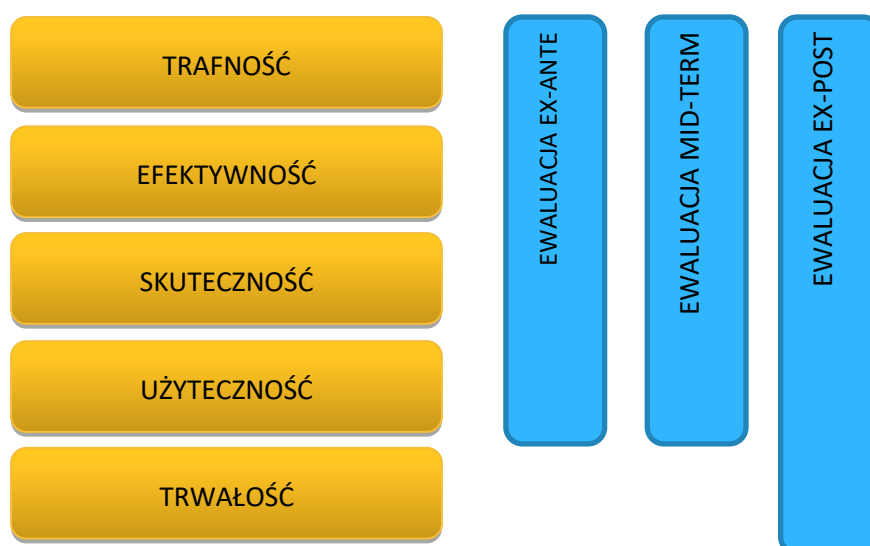 TRAFNOŚĆ
EFEKTYWNOŚĆ
SKUTECZNOŚĆ
UŻYTECZNOŚĆ
TRWAŁOŚĆ
EWALUACJA EX-ANTE
EWALUACJA MID-TERM
EWALUACJA EX-POST